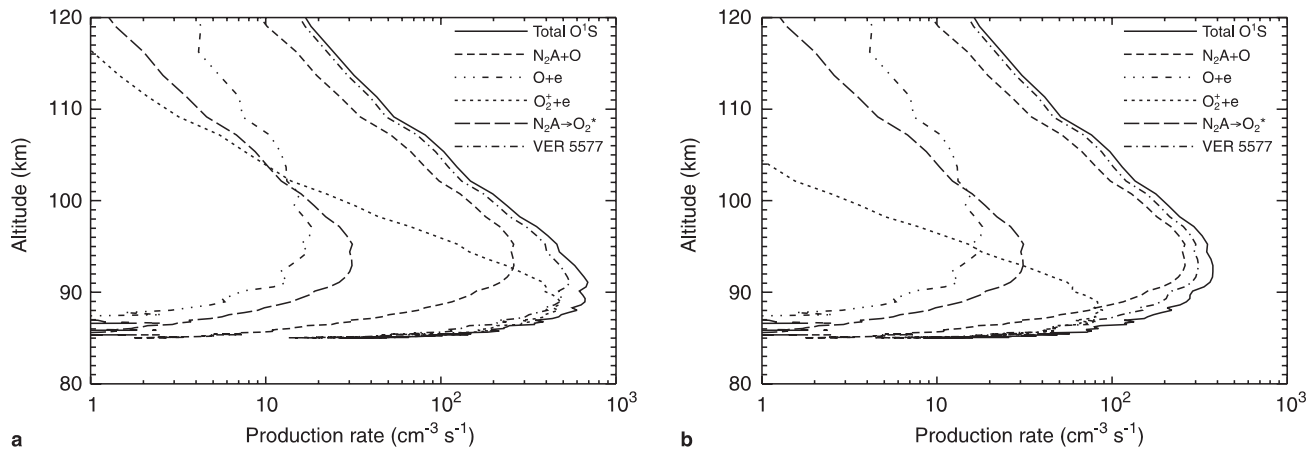 120
110
100
90
80
Altitude (km)
1
10
10²
10³
Production rate (cm⁻³ s⁻¹)
Total O¹S
N₂A+O
O+e
O₂⁺+e
N₂A→O₂*
VER 5577
a
120
110
100
90
80
Altitude (km)
1
10
10²
10³
Production rate (cm⁻³ s⁻¹)
Total O¹S
N₂A+O
O+e
O₂⁺+e
N₂A→O₂*
VER 5577
b